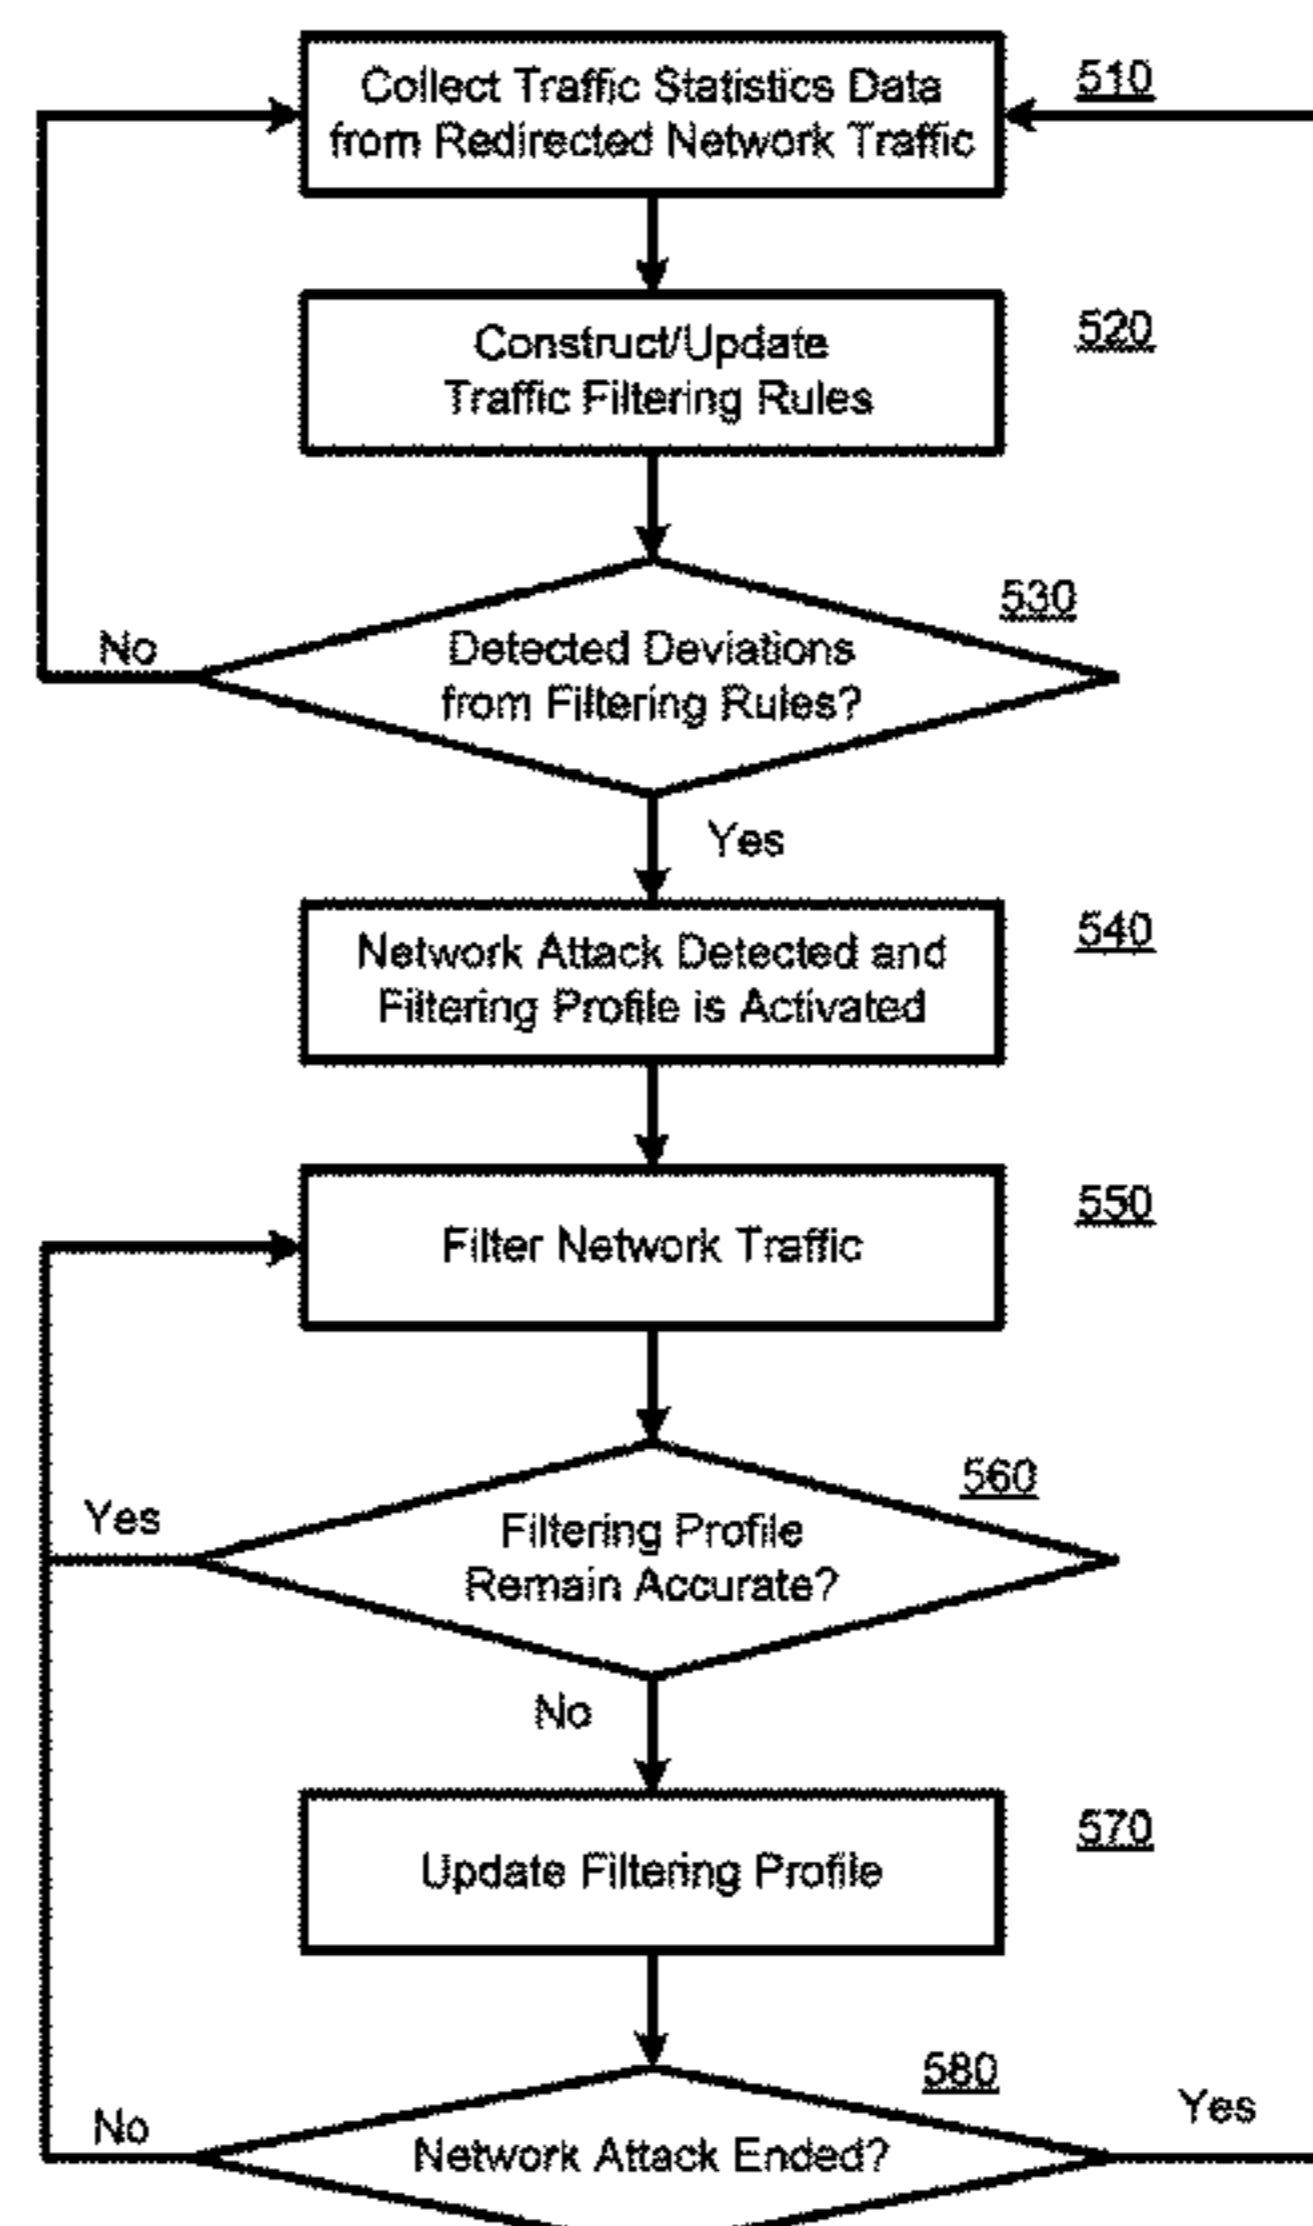 Collect Traffic Statistics Data
from Redirected Network Traffic
510
Construct/Update
Traffic Filtering Rules
520
530
No
Detected Deviations
from Filtering Rules?
Yes
Network Attack Detected and
Filtering Profile is Activated
540
Filter Network Traffic
550
560
Yes
Filtering Profile
Remain Accurate?
No
Update Filtering Profile
570
580
Yes
No
Network Attack Ended?